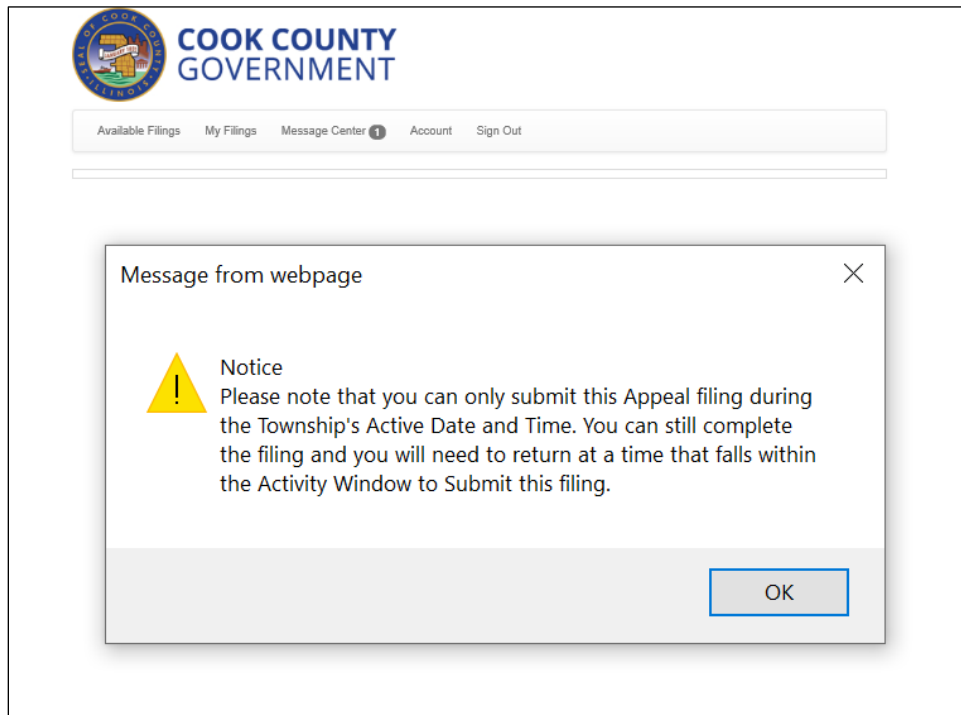 COOK COUNTY
GOVERNMENT
Available Filings My Filings Message Center 1 Account Sign Out
Message from webpage
Notice
Please note that you can only submit this Appeal filing during
the Township's Active Date and Time. You can still complete
the filing and you will need to return at a time that falls within
the Activity Window to Submit this filing.
OK